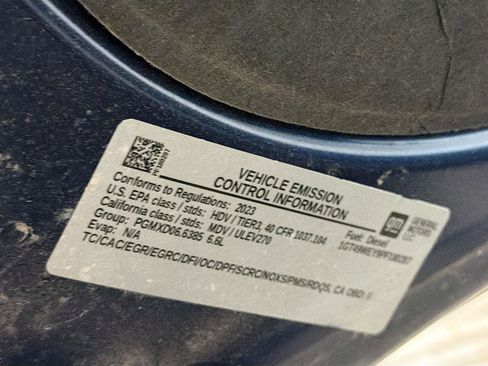 VEHICLE EMISSION
CONTROL INFORMATION
Conforms to Regulations: 2023
U.S. EPA class / stds: HDV / TIER3, 40 CFR 1037.104
California class / stds: MDV / ULEV270
Group: PGMXD06.6385 6.6L
Evap: N/A
TC/CAC/EGR/EGRC/DFI/OC/DPF/SCRC/NOXS/PMS/RDQS, CA OBD II
Fuel: Diesel
gm
GENERAL
MOTORS
LLC